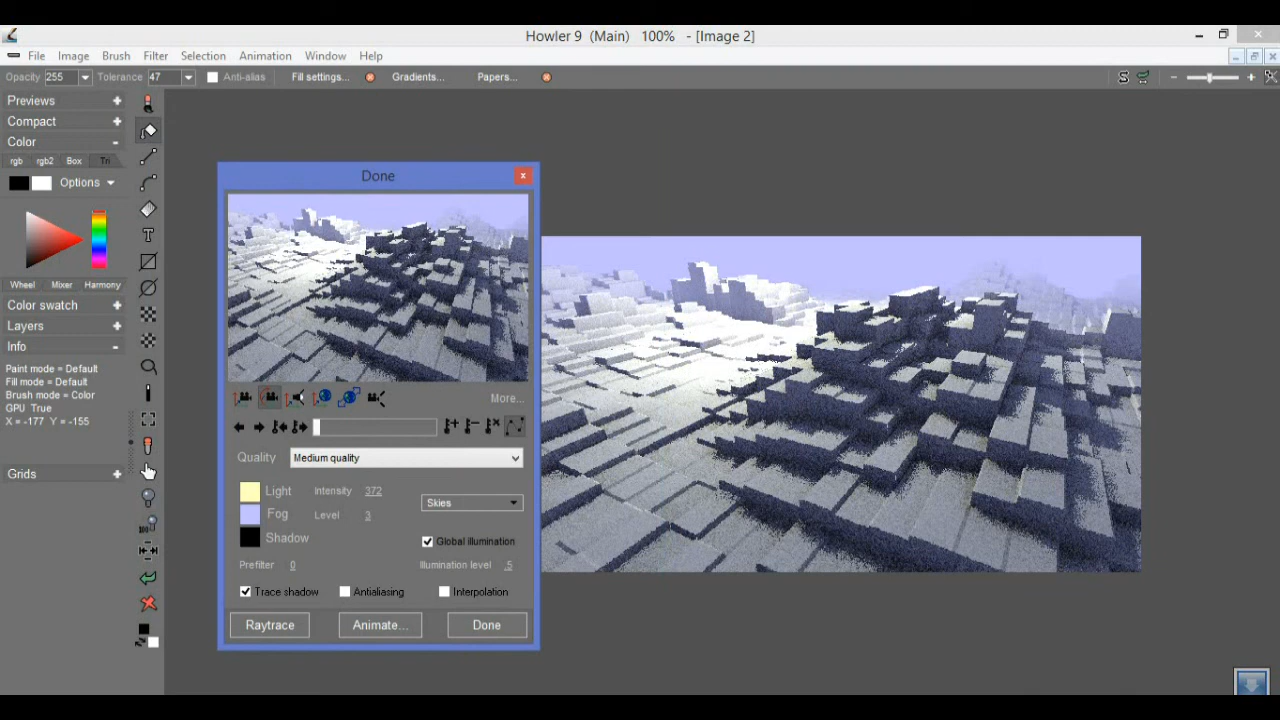 Howler 9 (Main) 100% - [Image 2]
File Image Brush Filter Selection Animation Window Help
Opacity 255 Tolerance 47 Anti-alias Fill settings... Gradients... Papers...
Previews
Compact
Color
rgb rgb2 Box Tri
Options
Wheel Mixer Harmony
Color swatch
Layers
Info
Paint mode = Default
Fill mode = Default
Brush mode = Color
GPU True
X = -177 Y = -155
Grids
Done
More...
Quality Medium quality
Light Intensity 372
Skies
Fog Level 3
Shadow
Global illumination
Prefilter 0 Illumination level .5
Trace shadow Antialiasing Interpolation
Raytrace Animate... Done